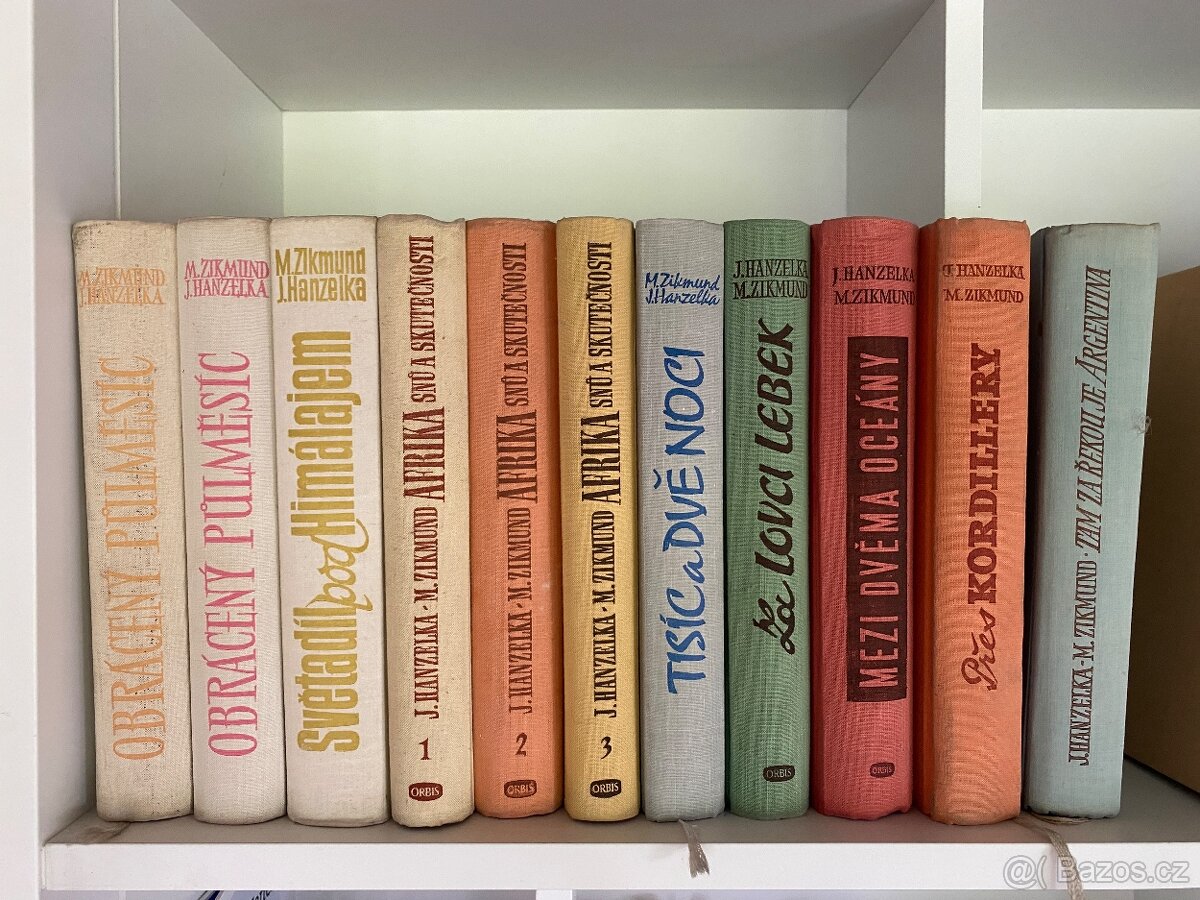 M. ZIKMUND
J. HANZELKA
OBRÁCENÝ PŮLMĚSÍC
M. ZIKMUND
J. HANZELKA
OBRÁCENÝ PŮLMĚSÍC
M. Zikmund
J. Hanzelka
Světadíl pod Himálajem
J. HANZELKA · M. ZIKMUND AFRIKA SNŮ A SKUTEČNOSTI
1
ORBIS
J. HANZELKA · M. ZIKMUND AFRIKA SNŮ A SKUTEČNOSTI
2
ORBIS
J. HANZELKA · M. ZIKMUND AFRIKA SNŮ A SKUTEČNOSTI
3
ORBIS
M. Zikmund
J. Hanzelka
TISÍC a DVĚ NOCI
J. HANZELKA
M. ZIKMUND
Za LOVCI LEBEK
ORBIS
J. HANZELKA
M. ZIKMUND
MEZI DVĚMA OCEÁNY
ORBIS
J. HANZELKA
M. ZIKMUND
Přes KORDILLERY
J. HANZELKA - M. ZIKMUND · TAM ZA ŘEKOU JE ARGENTINA
@( Bazos.cz